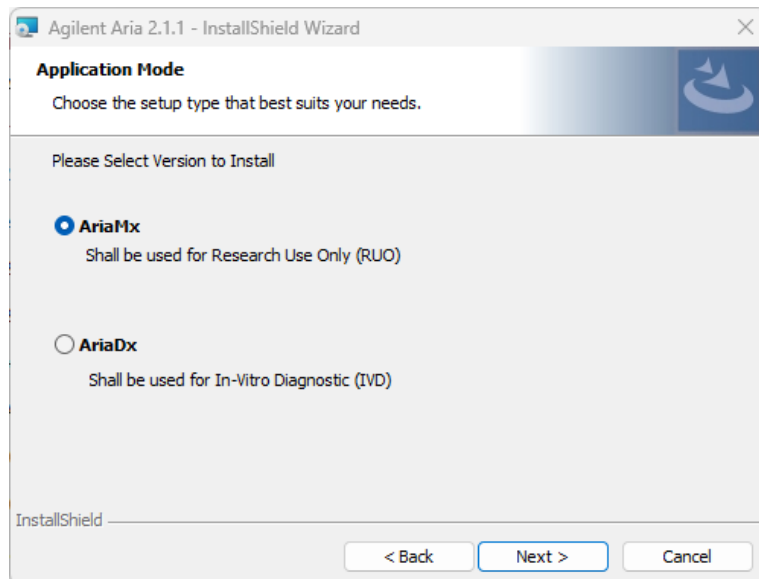 Agilent Aria 2.1.1 - InstallShield Wizard
Application Mode
Choose the setup type that best suits your needs.
Please Select Version to Install
AriaMx
Shall be used for Research Use Only (RUO)
AriaDx
Shall be used for In-Vitro Diagnostic (IVD)
InstallShield
< Back
Next >
Cancel